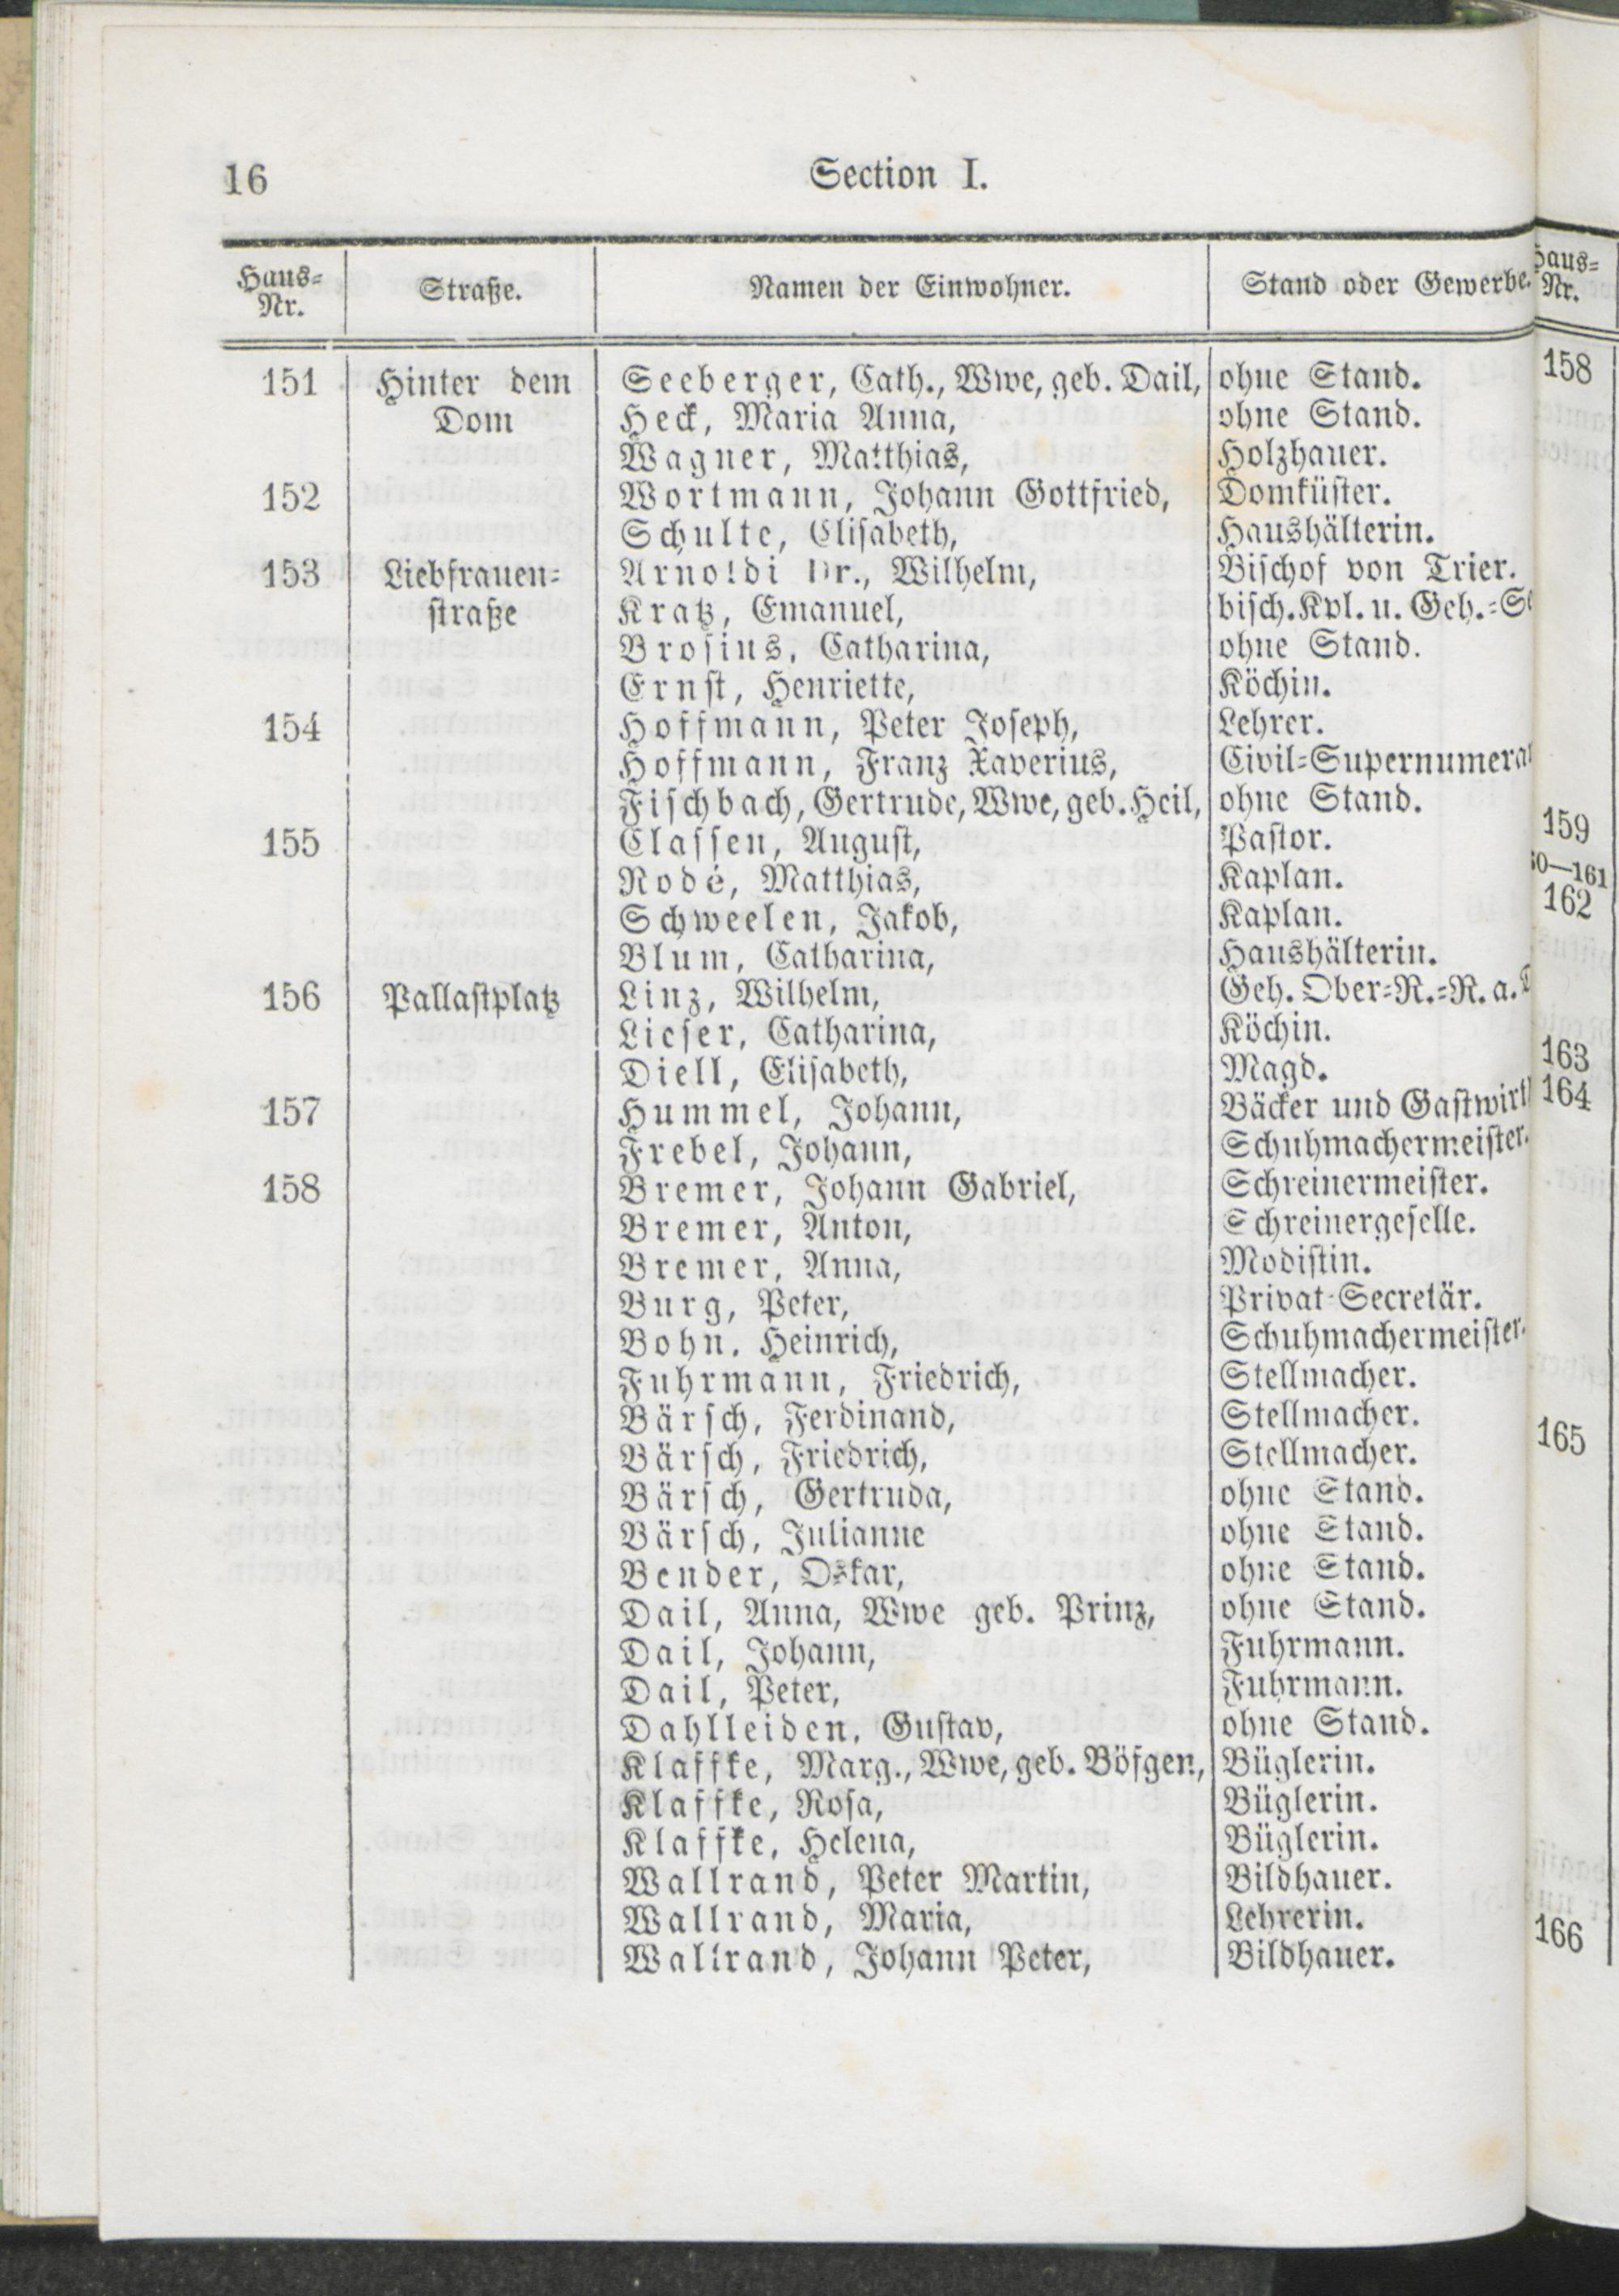 16 Section I.
Haus- Straße. Namen der Einwohner. Stand oder Gewerbe.
Nr.
151 Hinter dem Seeberger, Cath., Wwe, geb. Dail, ohne Stand.
Dom Heck, Maria Anna, ohne Stand.
Wagner, Matthias, Holzhauer.
152 Wortmann, Johann Gottfried, Domküster.
Schulte, Elisabeth, Haushälterin.
153 Liebfrauen- Arnoldi Dr., Wilhelm, Bischof von Trier.
straße Kratz, Emanuel, bisch. Kpl. u. Geh.-Se
Brosius, Catharina, ohne Stand.
Ernst, Henriette, Köchin.
154 Hoffmann, Peter Joseph, Lehrer.
Hoffmann, Franz Xaverius, Civil-Supernumera
Fischbach, Gertrude, Wwe, geb. Heil, ohne Stand.
155 Classen, August, Pastor.
Rodé, Matthias, Kaplan.
Schweelen, Jakob, Kaplan.
Blum, Catharina, Haushälterin.
156 Pallastplatz Linz, Wilhelm, Geh. Ober-R.-R. a.
Lieser, Catharina, Köchin.
Diell, Elisabeth, Magd.
157 Hummel, Johann, Bäcker und Gastwirt
Frebel, Johann, Schuhmachermeister.
158 Bremer, Johann Gabriel, Schreinermeister.
Bremer, Anton, Schreinergeselle.
Bremer, Anna, Modistin.
Burg, Peter, Privat-Secretär.
Bohn, Heinrich, Schuhmachermeister.
Fuhrmann, Friedrich, Stellmacher.
Bärsch, Ferdinand, Stellmacher.
Bärsch, Friedrich, Stellmacher.
Bärsch, Gertruda, ohne Stand.
Bärsch, Julianne ohne Stand.
Bender, Oskar, ohne Stand.
Dail, Anna, Wwe geb. Prinz, ohne Stand.
Dail, Johann, Fuhrmann.
Dail, Peter, Fuhrmann.
Dahlleiden, Gustav, ohne Stand.
Klaffke, Marg., Wwe, geb. Bösgen, Büglerin.
Klaffke, Rosa, Büglerin.
Klaffke, Helena, Büglerin.
Wallrand, Peter Martin, Bildhauer.
Wallrand, Maria, Lehrerin.
Wallrand, Johann Peter, Bildhauer.
Haus-
Nr.
158
159
60—161
162
163
164
165
166